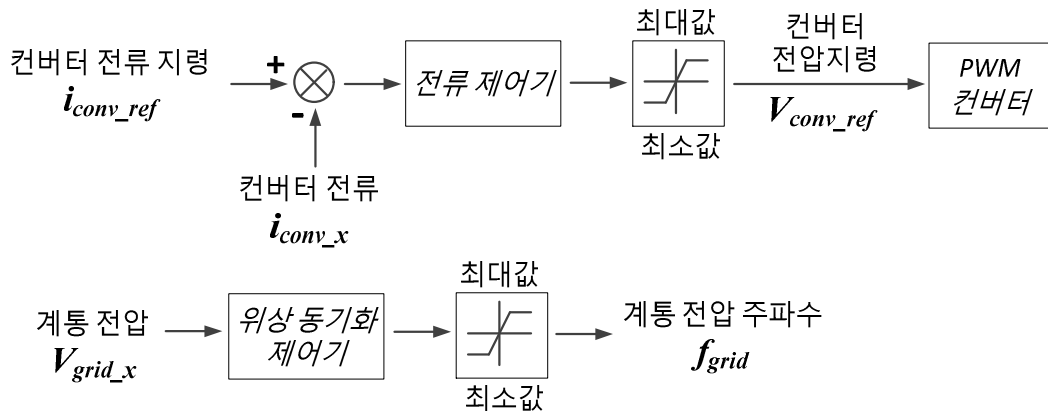 컨버터 전류 지령
i_conv_ref
+
-
컨버터 전류
i_conv_x
전류 제어기
최대값
최소값
컨버터
전압지령
V_conv_ref
PWM
컨버터
계통 전압
V_grid_x
위상 동기화
제어기
최대값
최소값
계통 전압 주파수
f_grid